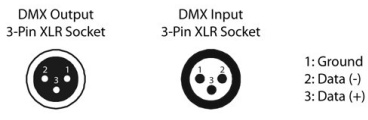 DMX Output
3-Pin XLR Socket
DMX Input
3-Pin XLR Socket
2 1
3
1 2
3
1: Ground
2: Data (-)
3: Data (+)